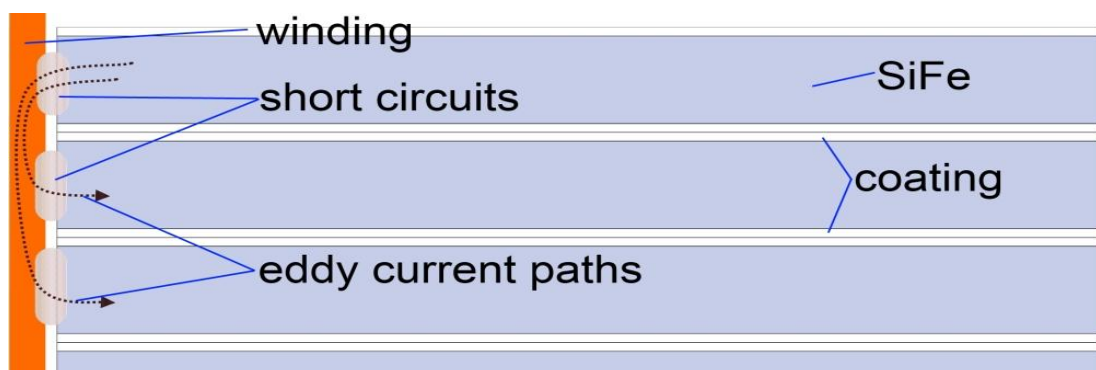 winding
SiFe
short circuits
coating
eddy current paths